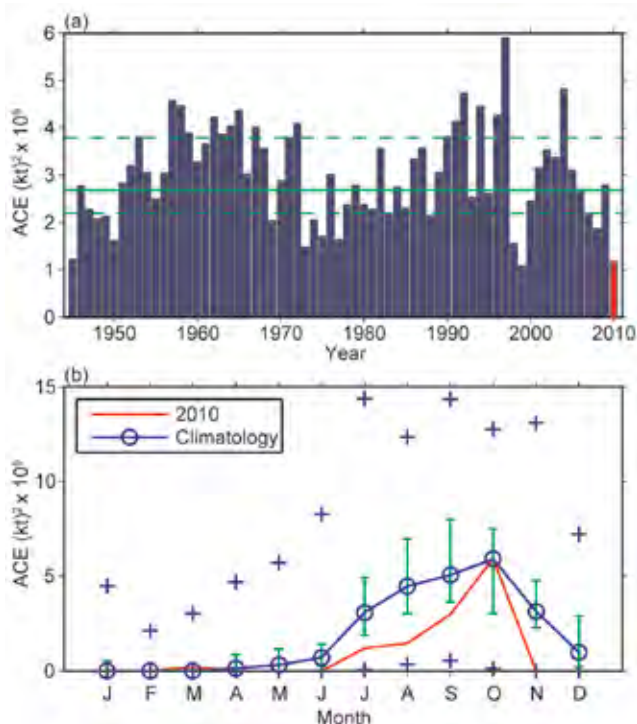 (a)
6
5
4
3
2
1
0
ACE (kt)² x 10⁵
1950 1960 1970 1980 1990 2000 2010
Year
(b)
15
10
5
0
ACE (kt)² x 10⁵
2010
Climatology
J F M A M J J A S O N D
Month